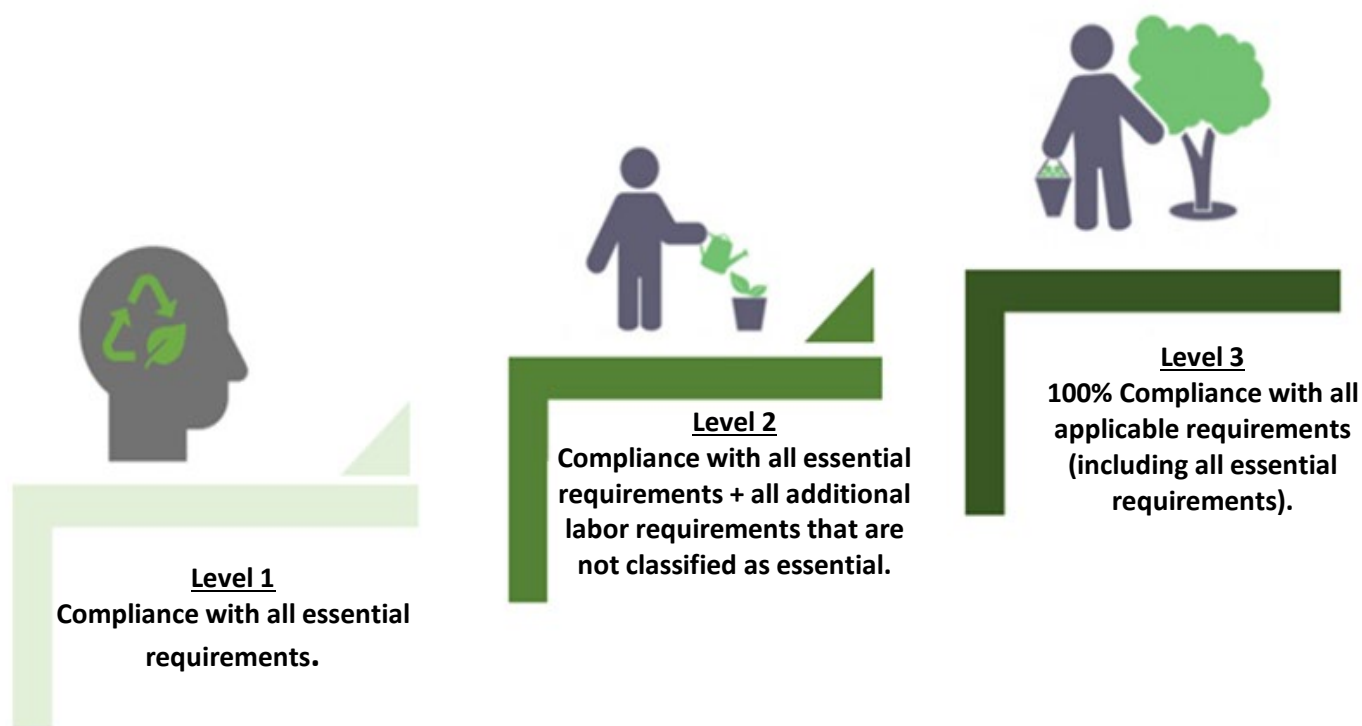 Level 1
Compliance with all essential
requirements.
Level 2
Compliance with all essential
requirements + all additional
labor requirements that are
not classified as essential.
Level 3
100% Compliance with all
applicable requirements
(including all essential
requirements).